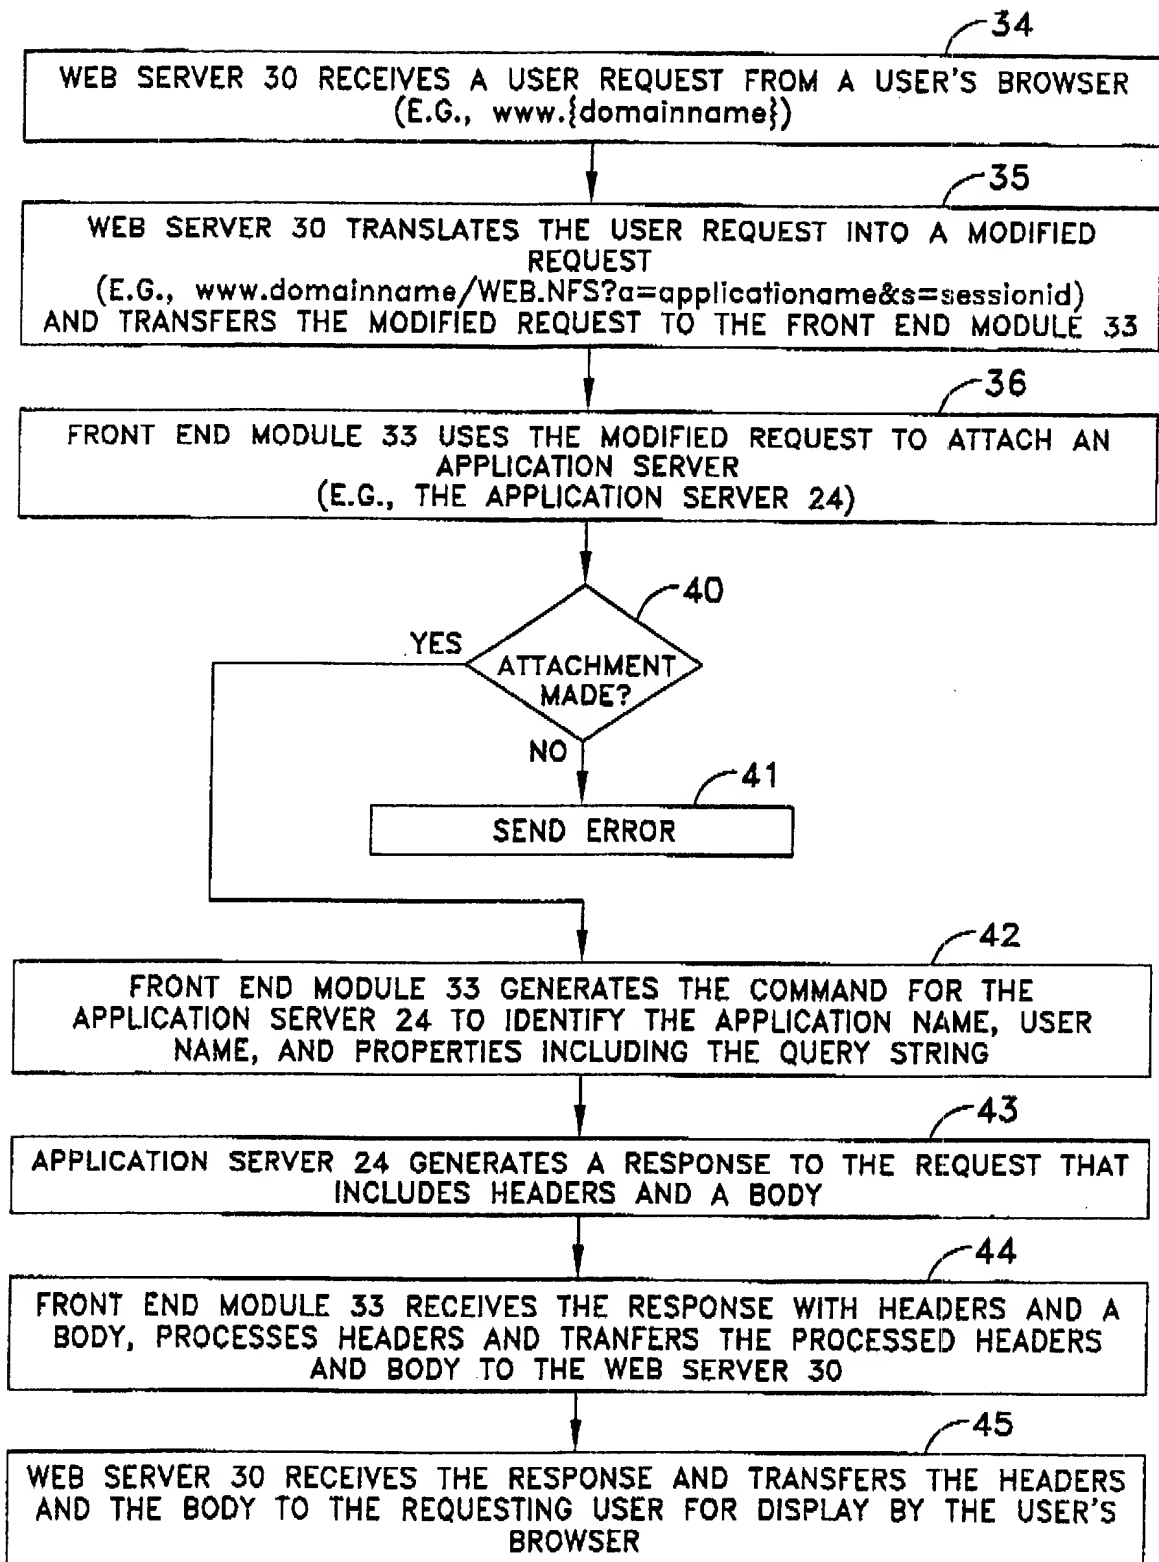 34
WEB SERVER 30 RECEIVES A USER REQUEST FROM A USER'S BROWSER
(E.G., www.{domainname})
35
WEB SERVER 30 TRANSLATES THE USER REQUEST INTO A MODIFIED
REQUEST
(E.G., www.domainname/WEB.NFS?a=applicationame&s=sessionid)
AND TRANSFERS THE MODIFIED REQUEST TO THE FRONT END MODULE 33
36
FRONT END MODULE 33 USES THE MODIFIED REQUEST TO ATTACH AN
APPLICATION SERVER
(E.G., THE APPLICATION SERVER 24)
40
YES
ATTACHMENT
MADE?
NO
41
SEND ERROR
42
FRONT END MODULE 33 GENERATES THE COMMAND FOR THE
APPLICATION SERVER 24 TO IDENTIFY THE APPLICATION NAME, USER
NAME, AND PROPERTIES INCLUDING THE QUERY STRING
43
APPLICATION SERVER 24 GENERATES A RESPONSE TO THE REQUEST THAT
INCLUDES HEADERS AND A BODY
44
FRONT END MODULE 33 RECEIVES THE RESPONSE WITH HEADERS AND A
BODY, PROCESSES HEADERS AND TRANFERS THE PROCESSED HEADERS
AND BODY TO THE WEB SERVER 30
45
WEB SERVER 30 RECEIVES THE RESPONSE AND TRANSFERS THE HEADERS
AND THE BODY TO THE REQUESTING USER FOR DISPLAY BY THE USER'S
BROWSER